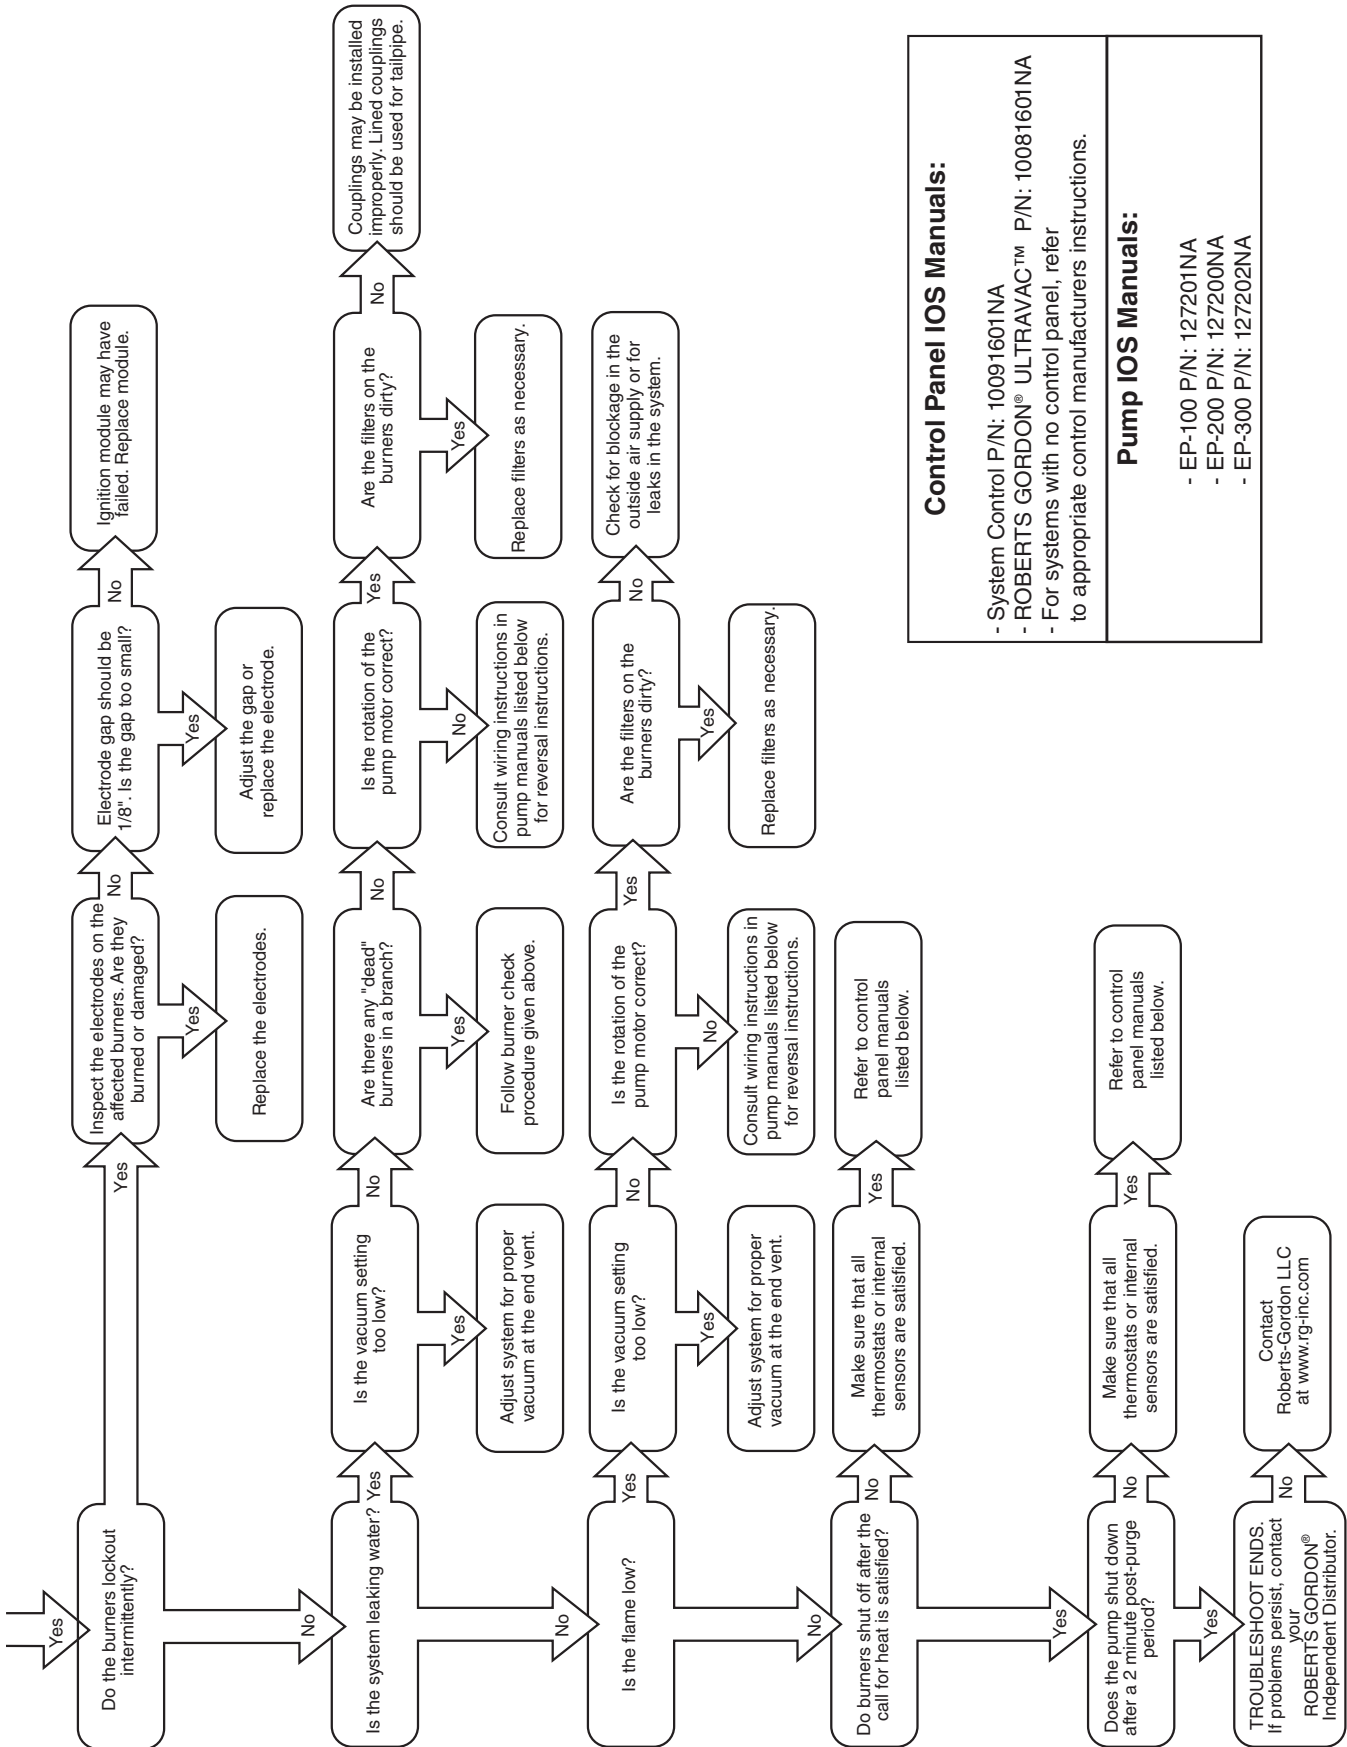 Yes
Do the burners lockout
intermittently?
Yes
Inspect the electrodes on the
affected burners. Are they
burned or damaged?
No
Electrode gap should be
1/8". Is the gap too small?
No
Ignition module may have
failed. Replace module.
Yes
Replace the electrodes.
Yes
Adjust the gap or
replace the electrode.
No
Is the system leaking water?
Yes
Is the vacuum setting
too low?
No
Are there any "dead"
burners in a branch?
No
Is the rotation of the
pump motor correct?
Yes
Are the filters on the
burners dirty?
No
Couplings may be installed
improperly. Lined couplings
should be used for tailpipe.
Yes
Adjust system for proper
vacuum at the end vent.
Yes
Follow burner check
procedure given above.
No
Consult wiring instructions in
pump manuals listed below
for reversal instructions.
Yes
Replace filters as necessary.
No
Is the flame low?
Yes
Is the vacuum setting
too low?
No
Is the rotation of the
pump motor correct?
Yes
Are the filters on the
burners dirty?
No
Check for blockage in the
outside air supply or for
leaks in the system.
Yes
Adjust system for proper
vacuum at the end vent.
No
Consult wiring instructions in
pump manuals listed below
for reversal instructions.
Yes
Replace filters as necessary.
No
Do burners shut off after the
call for heat is satisfied?
No
Make sure that all
thermostats or internal
sensors are satisfied.
Yes
Refer to control
panel manuals
listed below.
Yes
Does the pump shut down
after a 2 minute post-purge
period?
No
Make sure that all
thermostats or internal
sensors are satisfied.
Yes
Refer to control
panel manuals
listed below.
Yes
TROUBLESHOOT ENDS.
If problems persist, contact
your
ROBERTS GORDON®
Independent Distributor.
No
Contact
Roberts-Gordon LLC
at www.rg-inc.com
Control Panel IOS Manuals:
- System Control P/N: 10091601NA
- ROBERTS GORDON® ULTRAVAC™ P/N: 10081601NA
- For systems with no control panel, refer
to appropriate control manufacturers instructions.
Pump IOS Manuals:
- EP-100 P/N: 127201NA
- EP-200 P/N: 127200NA
- EP-300 P/N: 127202NA